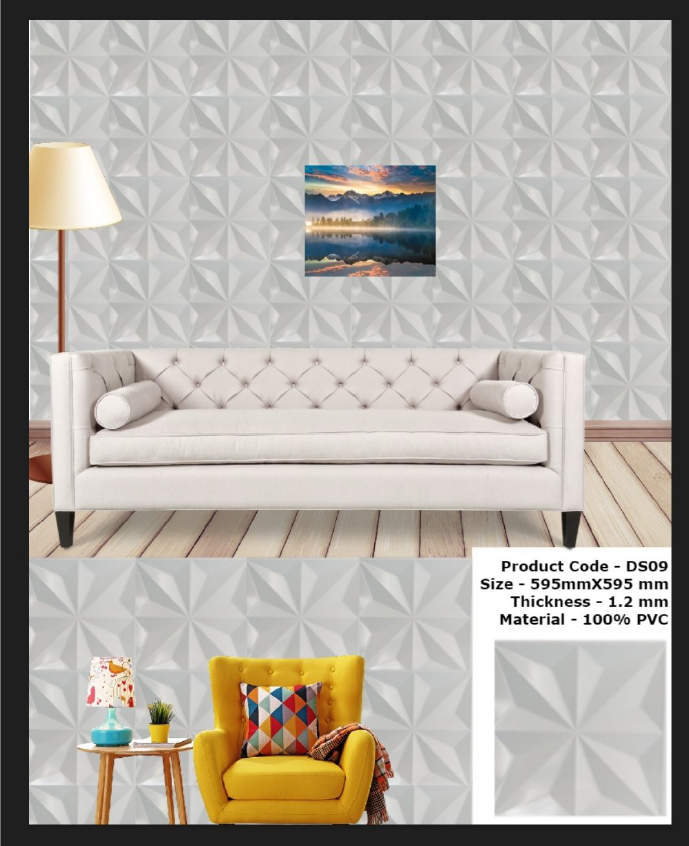 Product Code - DS09
Size - 595mmX595 mm
Thickness - 1.2 mm
Material - 100% PVC